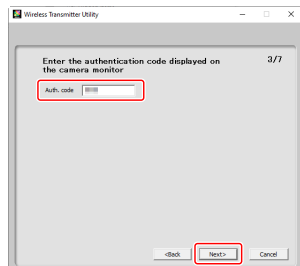 Wireless Transmitter Utility
Enter the authentication code displayed on
the camera monitor
3/7
Auth. code
<Back
Next>
Cancel